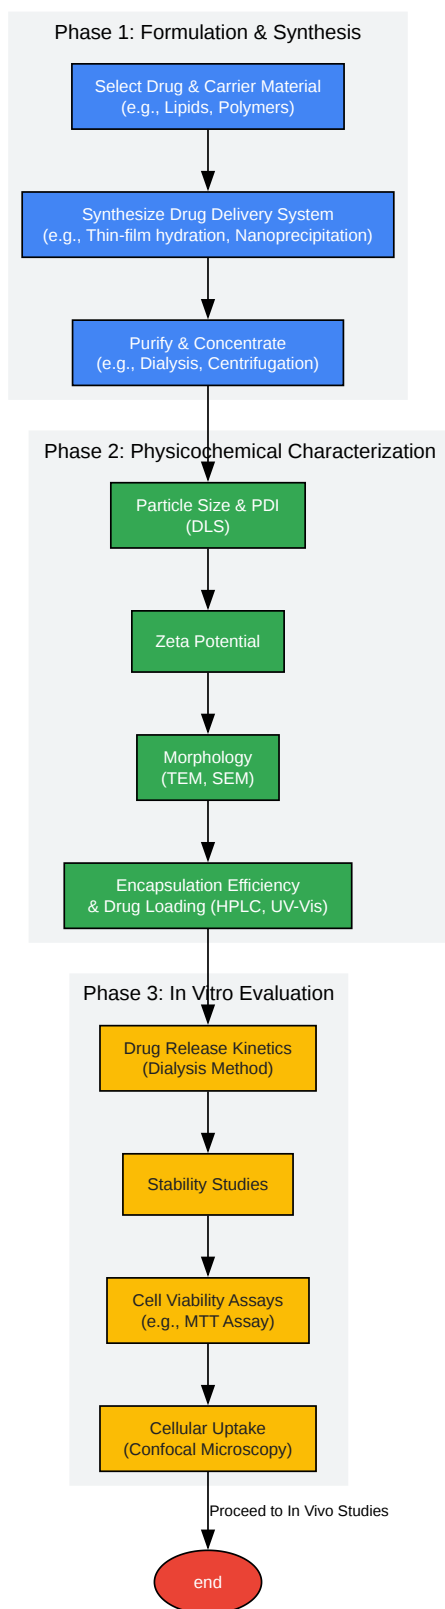 Phase 1: Formulation & Synthesis
Select Drug & Carrier Material
(e.g., Lipids, Polymers)
Synthesize Drug Delivery System
(e.g., Thin-film hydration, Nanoprecipitation)
Purify & Concentrate
(e.g., Dialysis, Centrifugation)
Phase 2: Physicochemical Characterization
Particle Size & PDI
(DLS)
Zeta Potential
Morphology
(TEM, SEM)
Encapsulation Efficiency
& Drug Loading (HPLC, UV-Vis)
Phase 3: In Vitro Evaluation
Drug Release Kinetics
(Dialysis Method)
Stability Studies
Cell Viability Assays
(e.g., MTT Assay)
Cellular Uptake
(Confocal Microscopy)
Proceed to In Vivo Studies
end